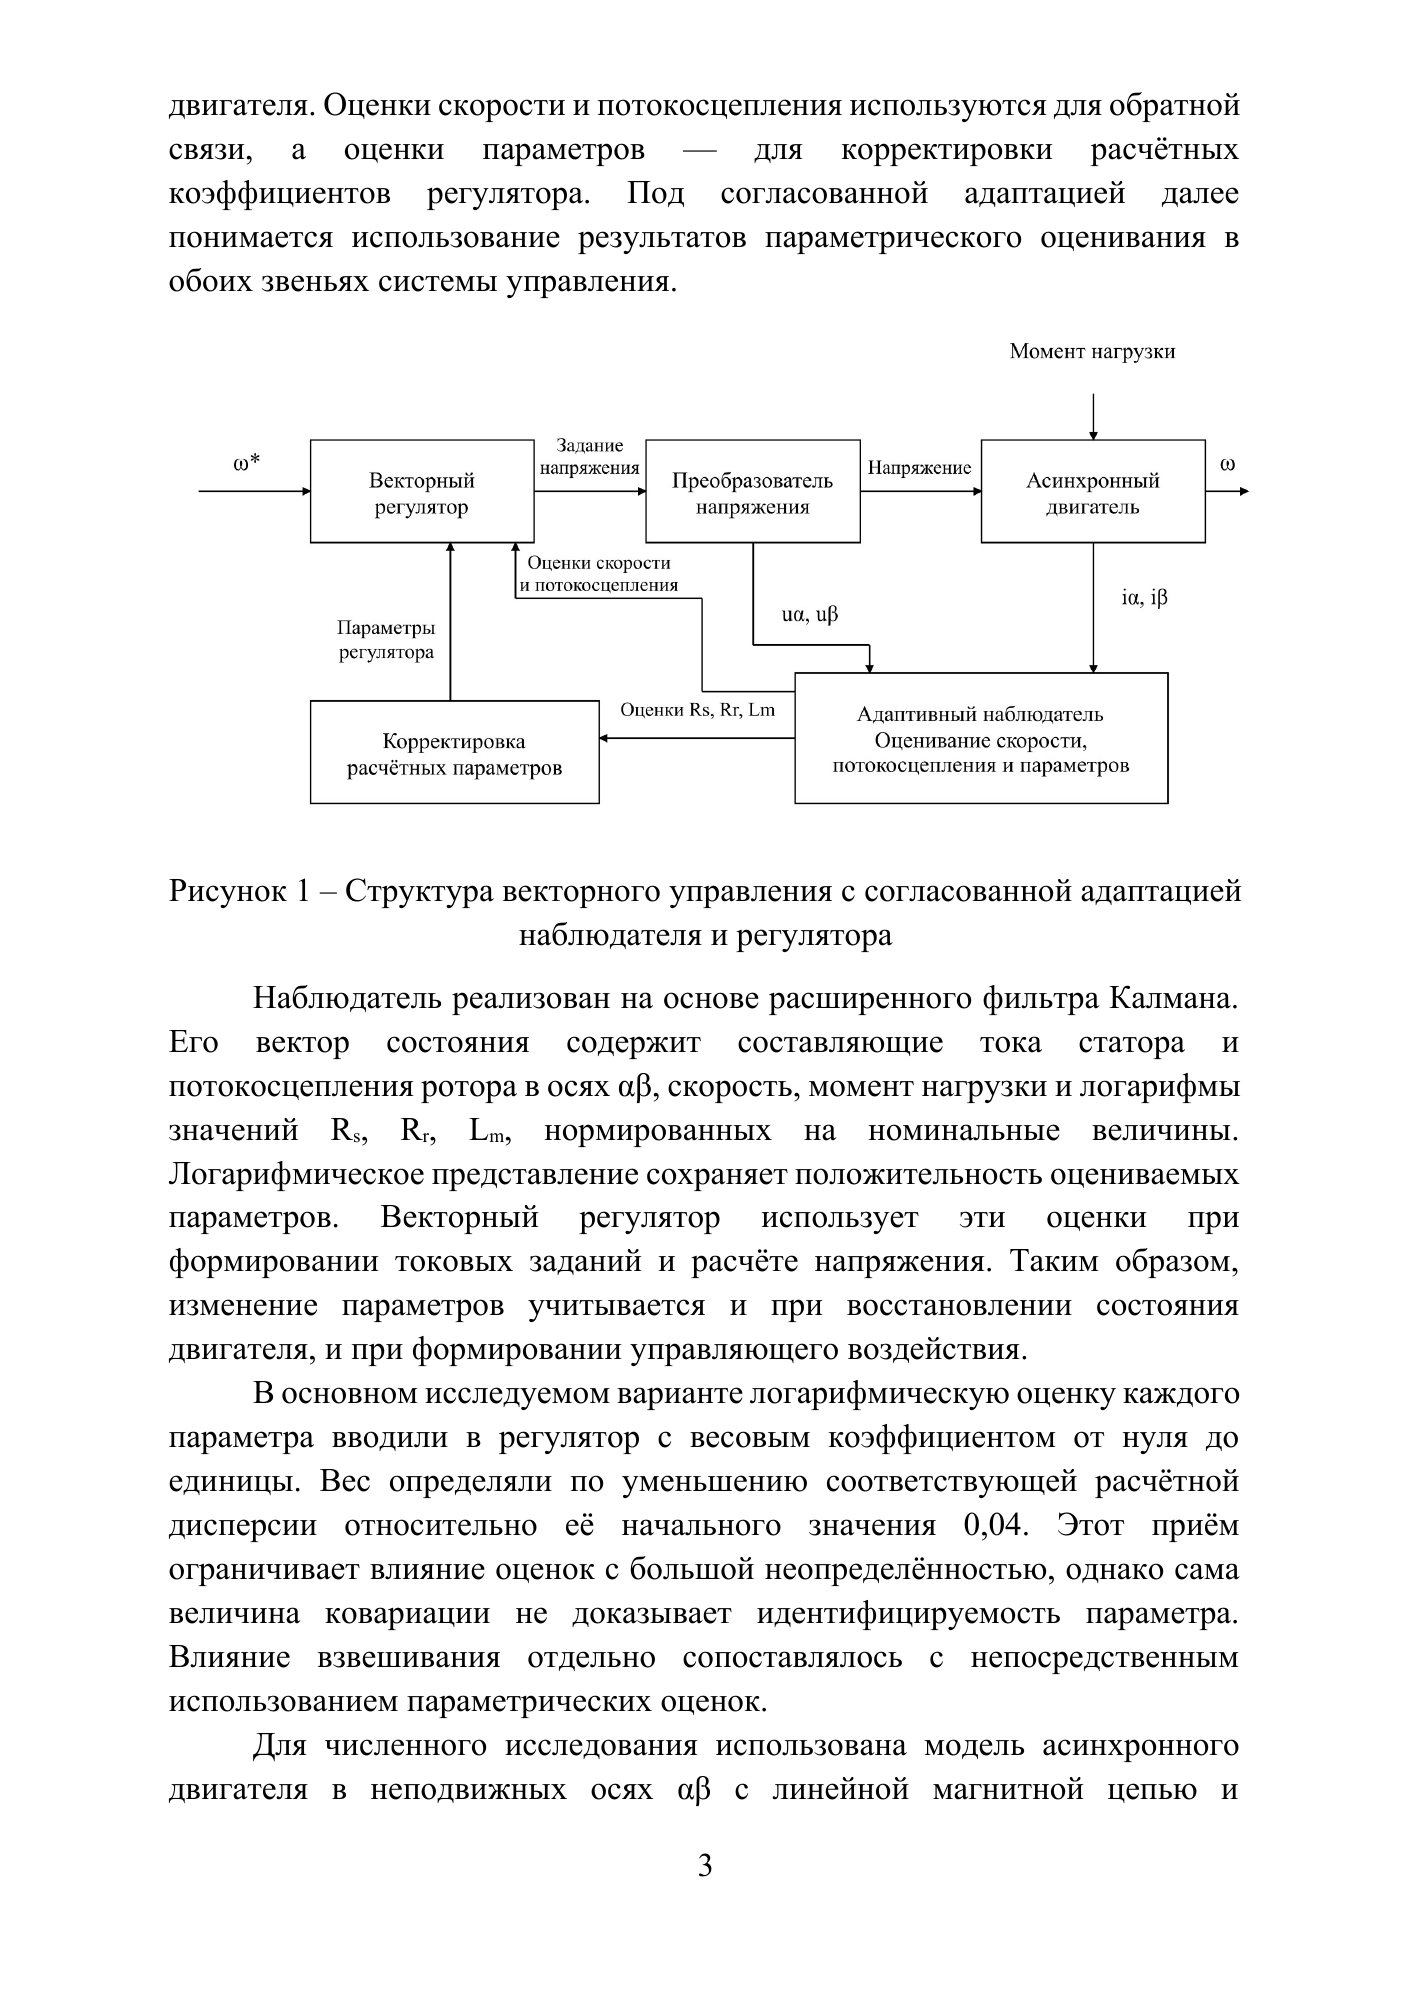 двигателя. Оценки скорости и потокосцепления используются для обратной
связи, а оценки параметров — для корректировки расчётных
коэффициентов регулятора. Под согласованной адаптацией далее
понимается использование результатов параметрического оценивания в
обоих звеньях системы управления.
Момент нагрузки
ω*
Векторный
регулятор
Задание
напряжения
Преобразователь
напряжения
Напряжение
Асинхронный
двигатель
ω
Оценки скорости
и потокосцепления
uα, uβ
iα, iβ
Параметры
регулятора
Оценки Rs, Rr, Lm
Корректировка
расчётных параметров
Адаптивный наблюдатель
Оценивание скорости,
потокосцепления и параметров
Рисунок 1 – Структура векторного управления с согласованной адаптацией
наблюдателя и регулятора
Наблюдатель реализован на основе расширенного фильтра Калмана.
Его вектор состояния содержит составляющие тока статора и
потокосцепления ротора в осях αβ, скорость, момент нагрузки и логарифмы
значений Rs, Rr, Lm, нормированных на номинальные величины.
Логарифмическое представление сохраняет положительность оцениваемых
параметров. Векторный регулятор использует эти оценки при
формировании токовых заданий и расчёте напряжения. Таким образом,
изменение параметров учитывается и при восстановлении состояния
двигателя, и при формировании управляющего воздействия.
В основном исследуемом варианте логарифмическую оценку каждого
параметра вводили в регулятор с весовым коэффициентом от нуля до
единицы. Вес определяли по уменьшению соответствующей расчётной
дисперсии относительно её начального значения 0,04. Этот приём
ограничивает влияние оценок с большой неопределённостью, однако сама
величина ковариации не доказывает идентифицируемость параметра.
Влияние взвешивания отдельно сопоставлялось с непосредственным
использованием параметрических оценок.
Для численного исследования использована модель асинхронного
двигателя в неподвижных осях αβ с линейной магнитной цепью и
3